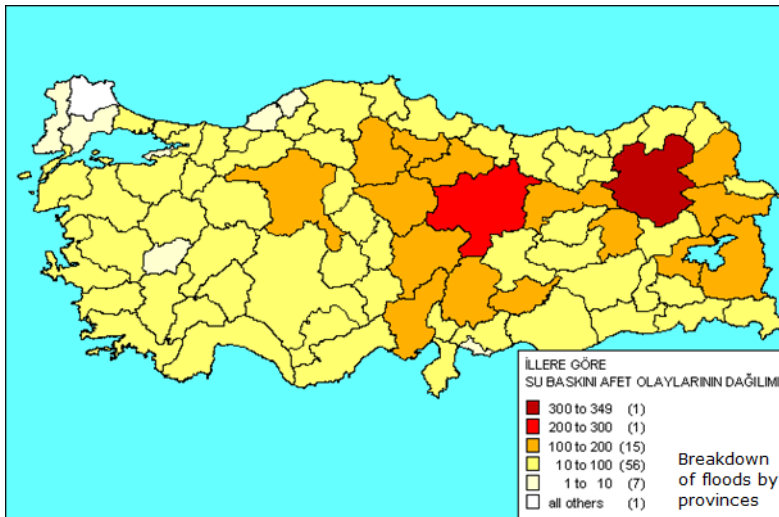 İLLERE GÖRE
SU BASKINI AFET OLAYLARININ DAĞILIMI
300 to 349 (1)
200 to 300 (1)
100 to 200 (15)
10 to 100 (56)
1 to 10 (7)
all others (1)
Breakdown
of floods by
provinces